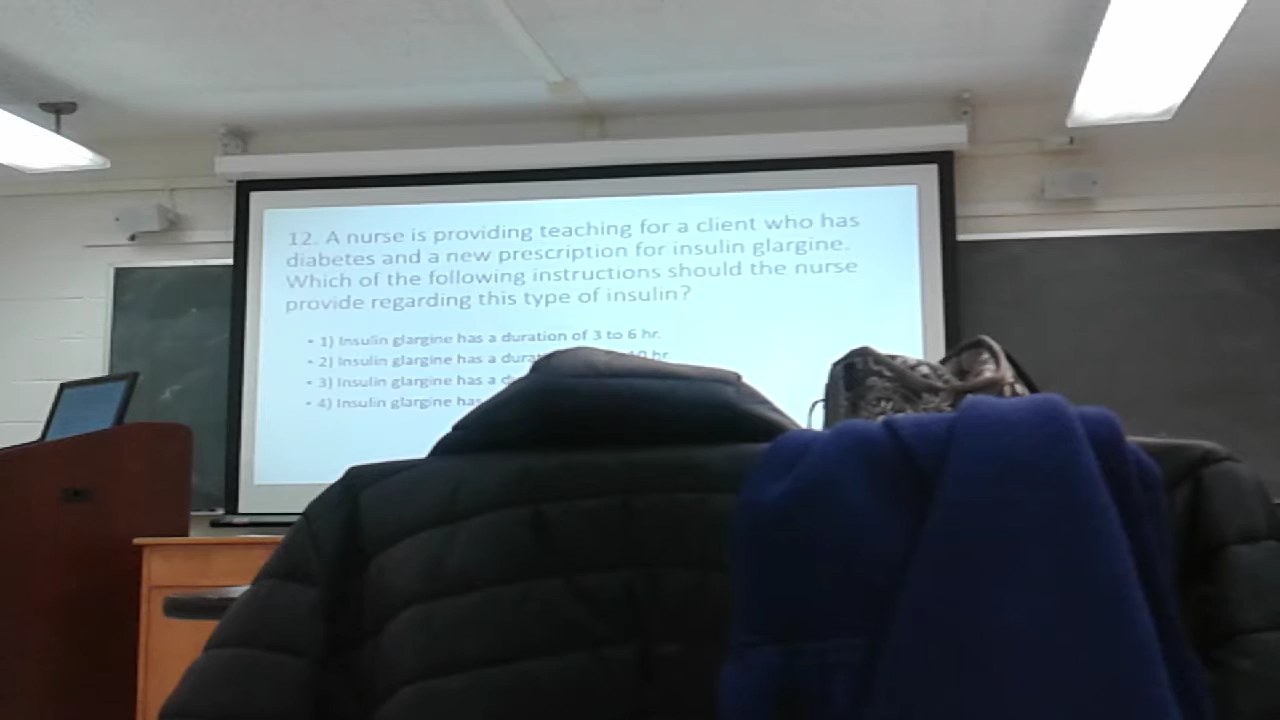 12. A nurse is providing teaching for a client who has
diabetes and a new prescription for insulin glargine.
Which of the following instructions should the nurse
provide regarding this type of insulin?
• 1) Insulin glargine has a duration of 3 to 6 hr.
• 2) Insulin glargine has a hr.
• 3) Insulin glargine has a
• 4) Insulin glargine has